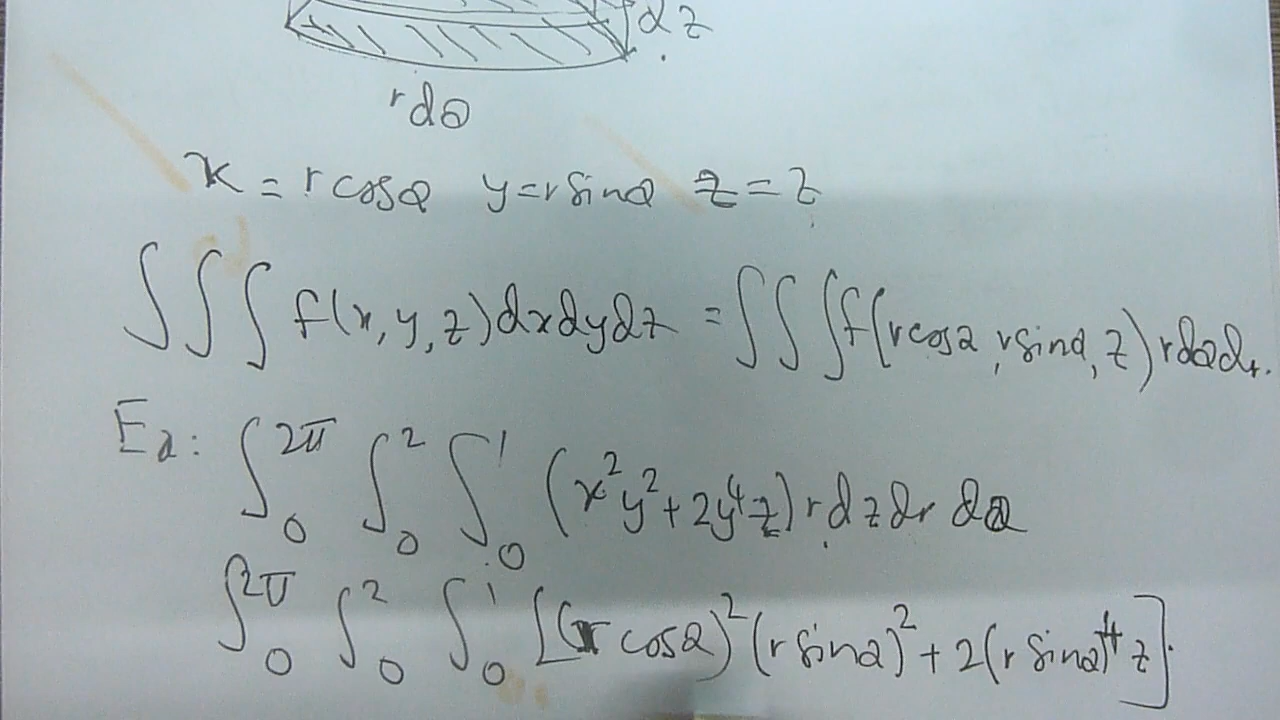 dz
rdθ
x = r cosθ y = r sinθ z = z
∫∫∫ f(x, y, z) dx dy dz = ∫∫∫ f(r cosθ, r sinθ, z) r dθ dr.
Ex: ∫₀^2π ∫₀^2 ∫₀^1 (x²y² + 2y⁴z) r dz dr dθ
∫₀^2π ∫₀^2 ∫₀^1 [(r cosθ)² (r sinθ)² + 2(r sinθ)⁴ z].